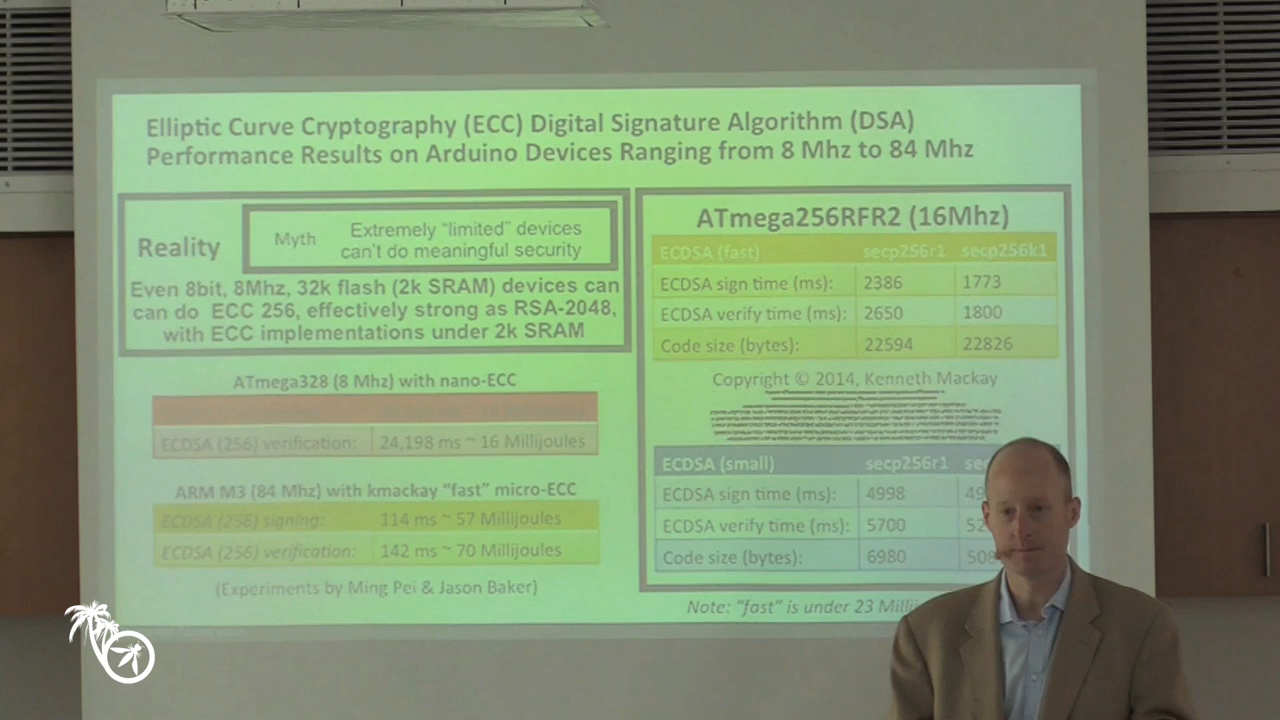 Elliptic Curve Cryptography (ECC) Digital Signature Algorithm (DSA)
Performance Results on Arduino Devices Ranging from 8 Mhz to 84 Mhz
Reality
Myth
Extremely “limited” devices
can't do meaningful security
Even 8bit, 8Mhz, 32k flash (2k SRAM) devices can
can do ECC 256, effectively strong as RSA-2048,
with ECC implementations under 2k SRAM
ATmega328 (8 Mhz) with nano-ECC
ECDSA (256) verification: 24,198 ms ~ 16 Millijoules
ARM M3 (84 Mhz) with kmackay “fast” micro-ECC
ECDSA (256) signing: 114 ms ~ 57 Millijoules
ECDSA (256) verification: 142 ms ~ 70 Millijoules
(Experiments by Ming Pei & Jason Baker)
ATmega256RFR2 (16Mhz)
ECDSA (fast) secp256r1 secp256k1
ECDSA sign time (ms): 2386 1773
ECDSA verify time (ms): 2650 1800
Code size (bytes): 22594 22826
Copyright © 2014, Kenneth Mackay
ECDSA (small) secp256r1
ECDSA sign time (ms): 4998
ECDSA verify time (ms): 5700
Code size (bytes): 6980
Note: “fast” is under 23